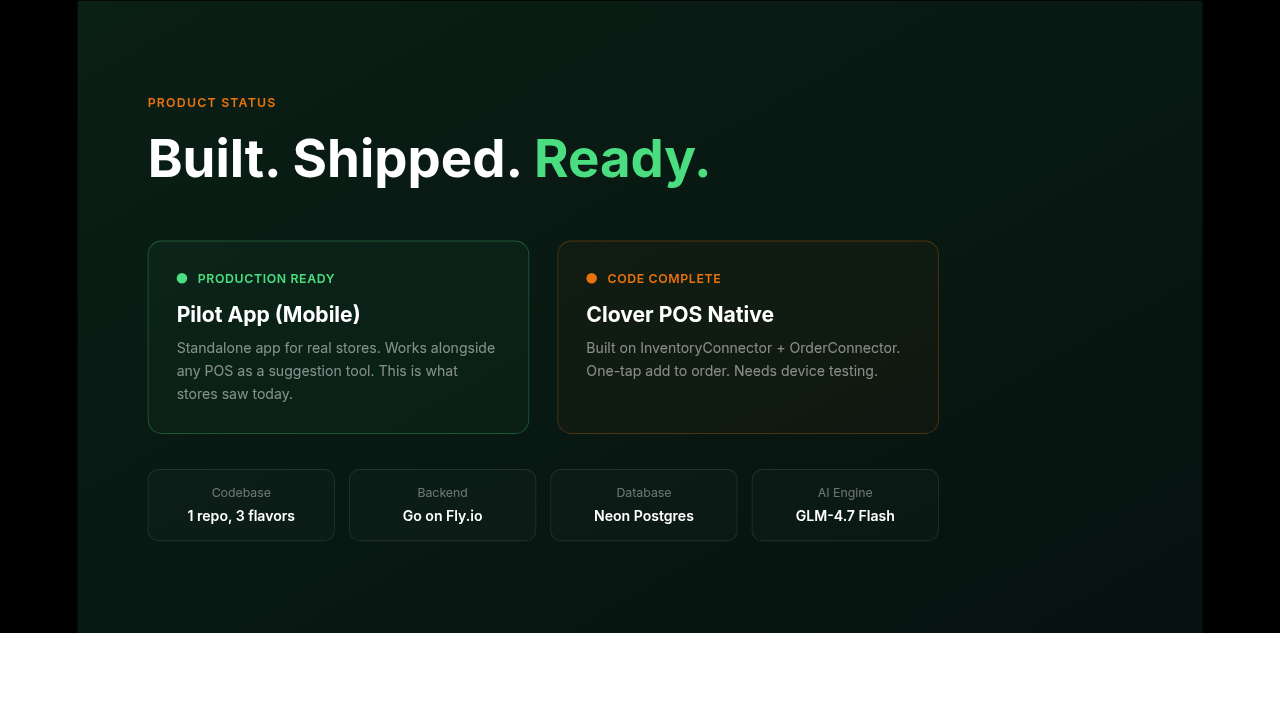 PRODUCT STATUS
Built. Shipped. Ready.
PRODUCTION READY
Pilot App (Mobile)
Standalone app for real stores. Works alongside
any POS as a suggestion tool. This is what
stores saw today.
CODE COMPLETE
Clover POS Native
Built on InventoryConnector + OrderConnector.
One-tap add to order. Needs device testing.
Codebase
1 repo, 3 flavors
Backend
Go on Fly.io
Database
Neon Postgres
AI Engine
GLM-4.7 Flash